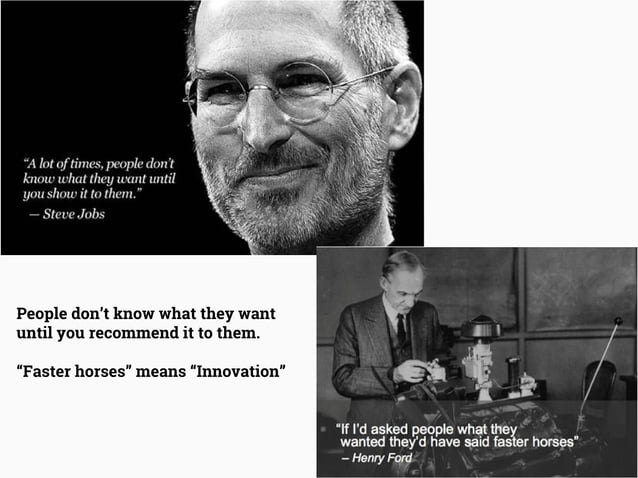 “A lot of times, people don’t
know what they want until
you show it to them.”
— Steve Jobs
People don’t know what they want
until you recommend it to them.
“Faster horses” means “Innovation”
“If I’d asked people what they
wanted they’d have said faster horses”
– Henry Ford